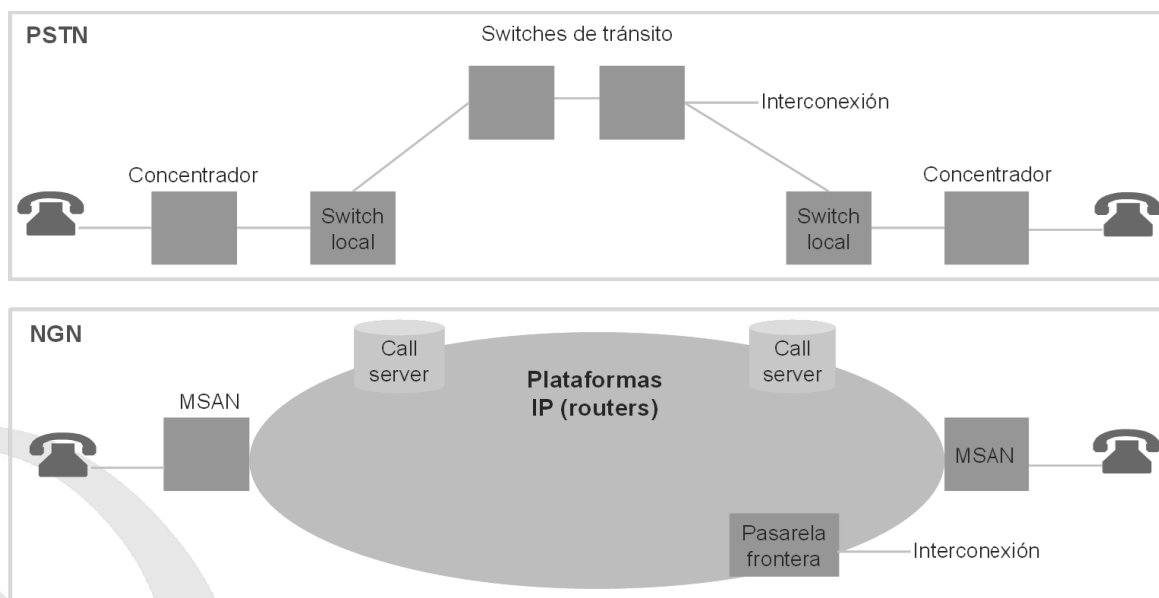 PSTN
Switches de tránsito
Interconexión
Concentrador
Concentrador
Switch
local
Switch
local
NGN
Call
server
Call
server
Plataformas
IP (routers)
MSAN
MSAN
Pasarela
frontera
Interconexión